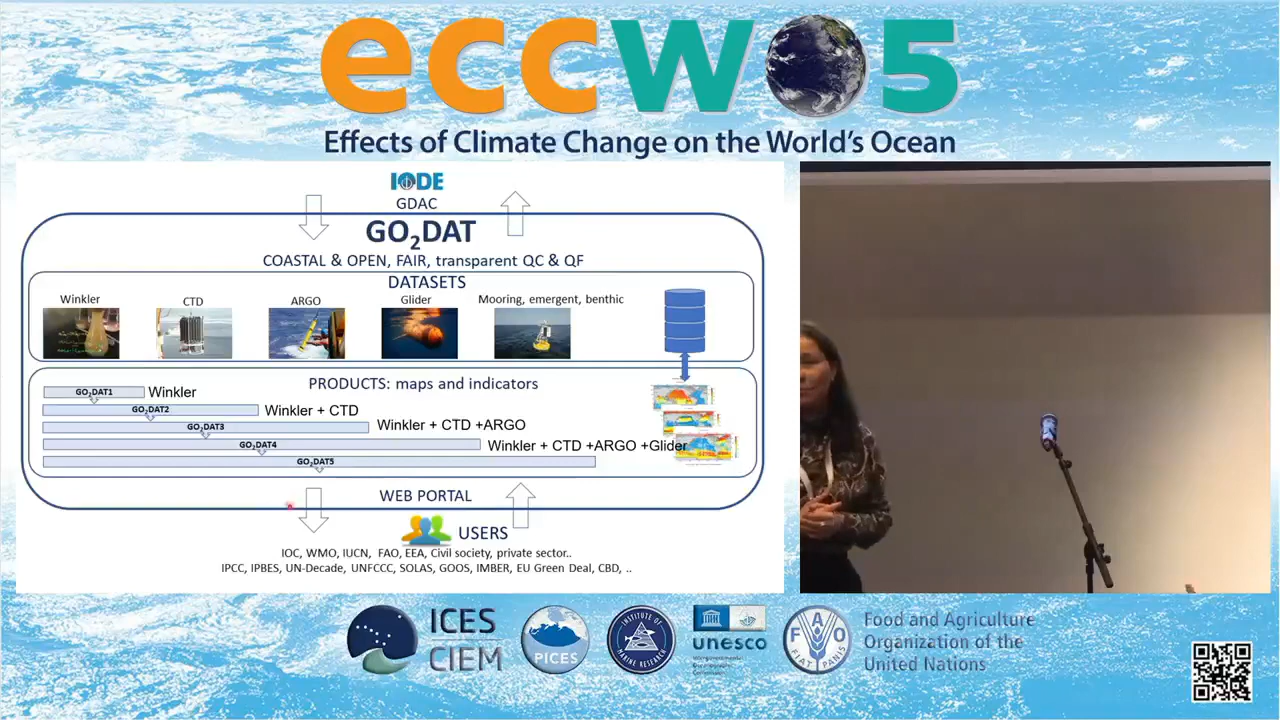 eccwo5
Effects of Climate Change on the World's Ocean
IODE
GDAC
GO2DAT
COASTAL & OPEN, FAIR, transparent QC & QF
DATASETS
Winkler
CTD
ARGO
Glider
Mooring, emergent, benthic
PRODUCTS: maps and indicators
GO2DAT1
Winkler
GO2DAT2
Winkler + CTD
GO2DAT3
Winkler + CTD +ARGO
GO2DAT4
Winkler + CTD +ARGO +Glider
GO2DAT5
WEB PORTAL
USERS
IOC, WMO, IUCN, FAO, EEA, Civil society, private sector..
IPCC, IPBES, UN-Decade, UNFCCC, SOLAS, GOOS, IMBER, EU Green Deal, CBD, ..
ICES
CIEM
PICES
INSTITUTE OF
MARINE RESEARCH
unesco
Intergovernmental
Oceanographic
Commission
FAO
FIAT PANIS
Food and Agriculture
Organization of the
United Nations